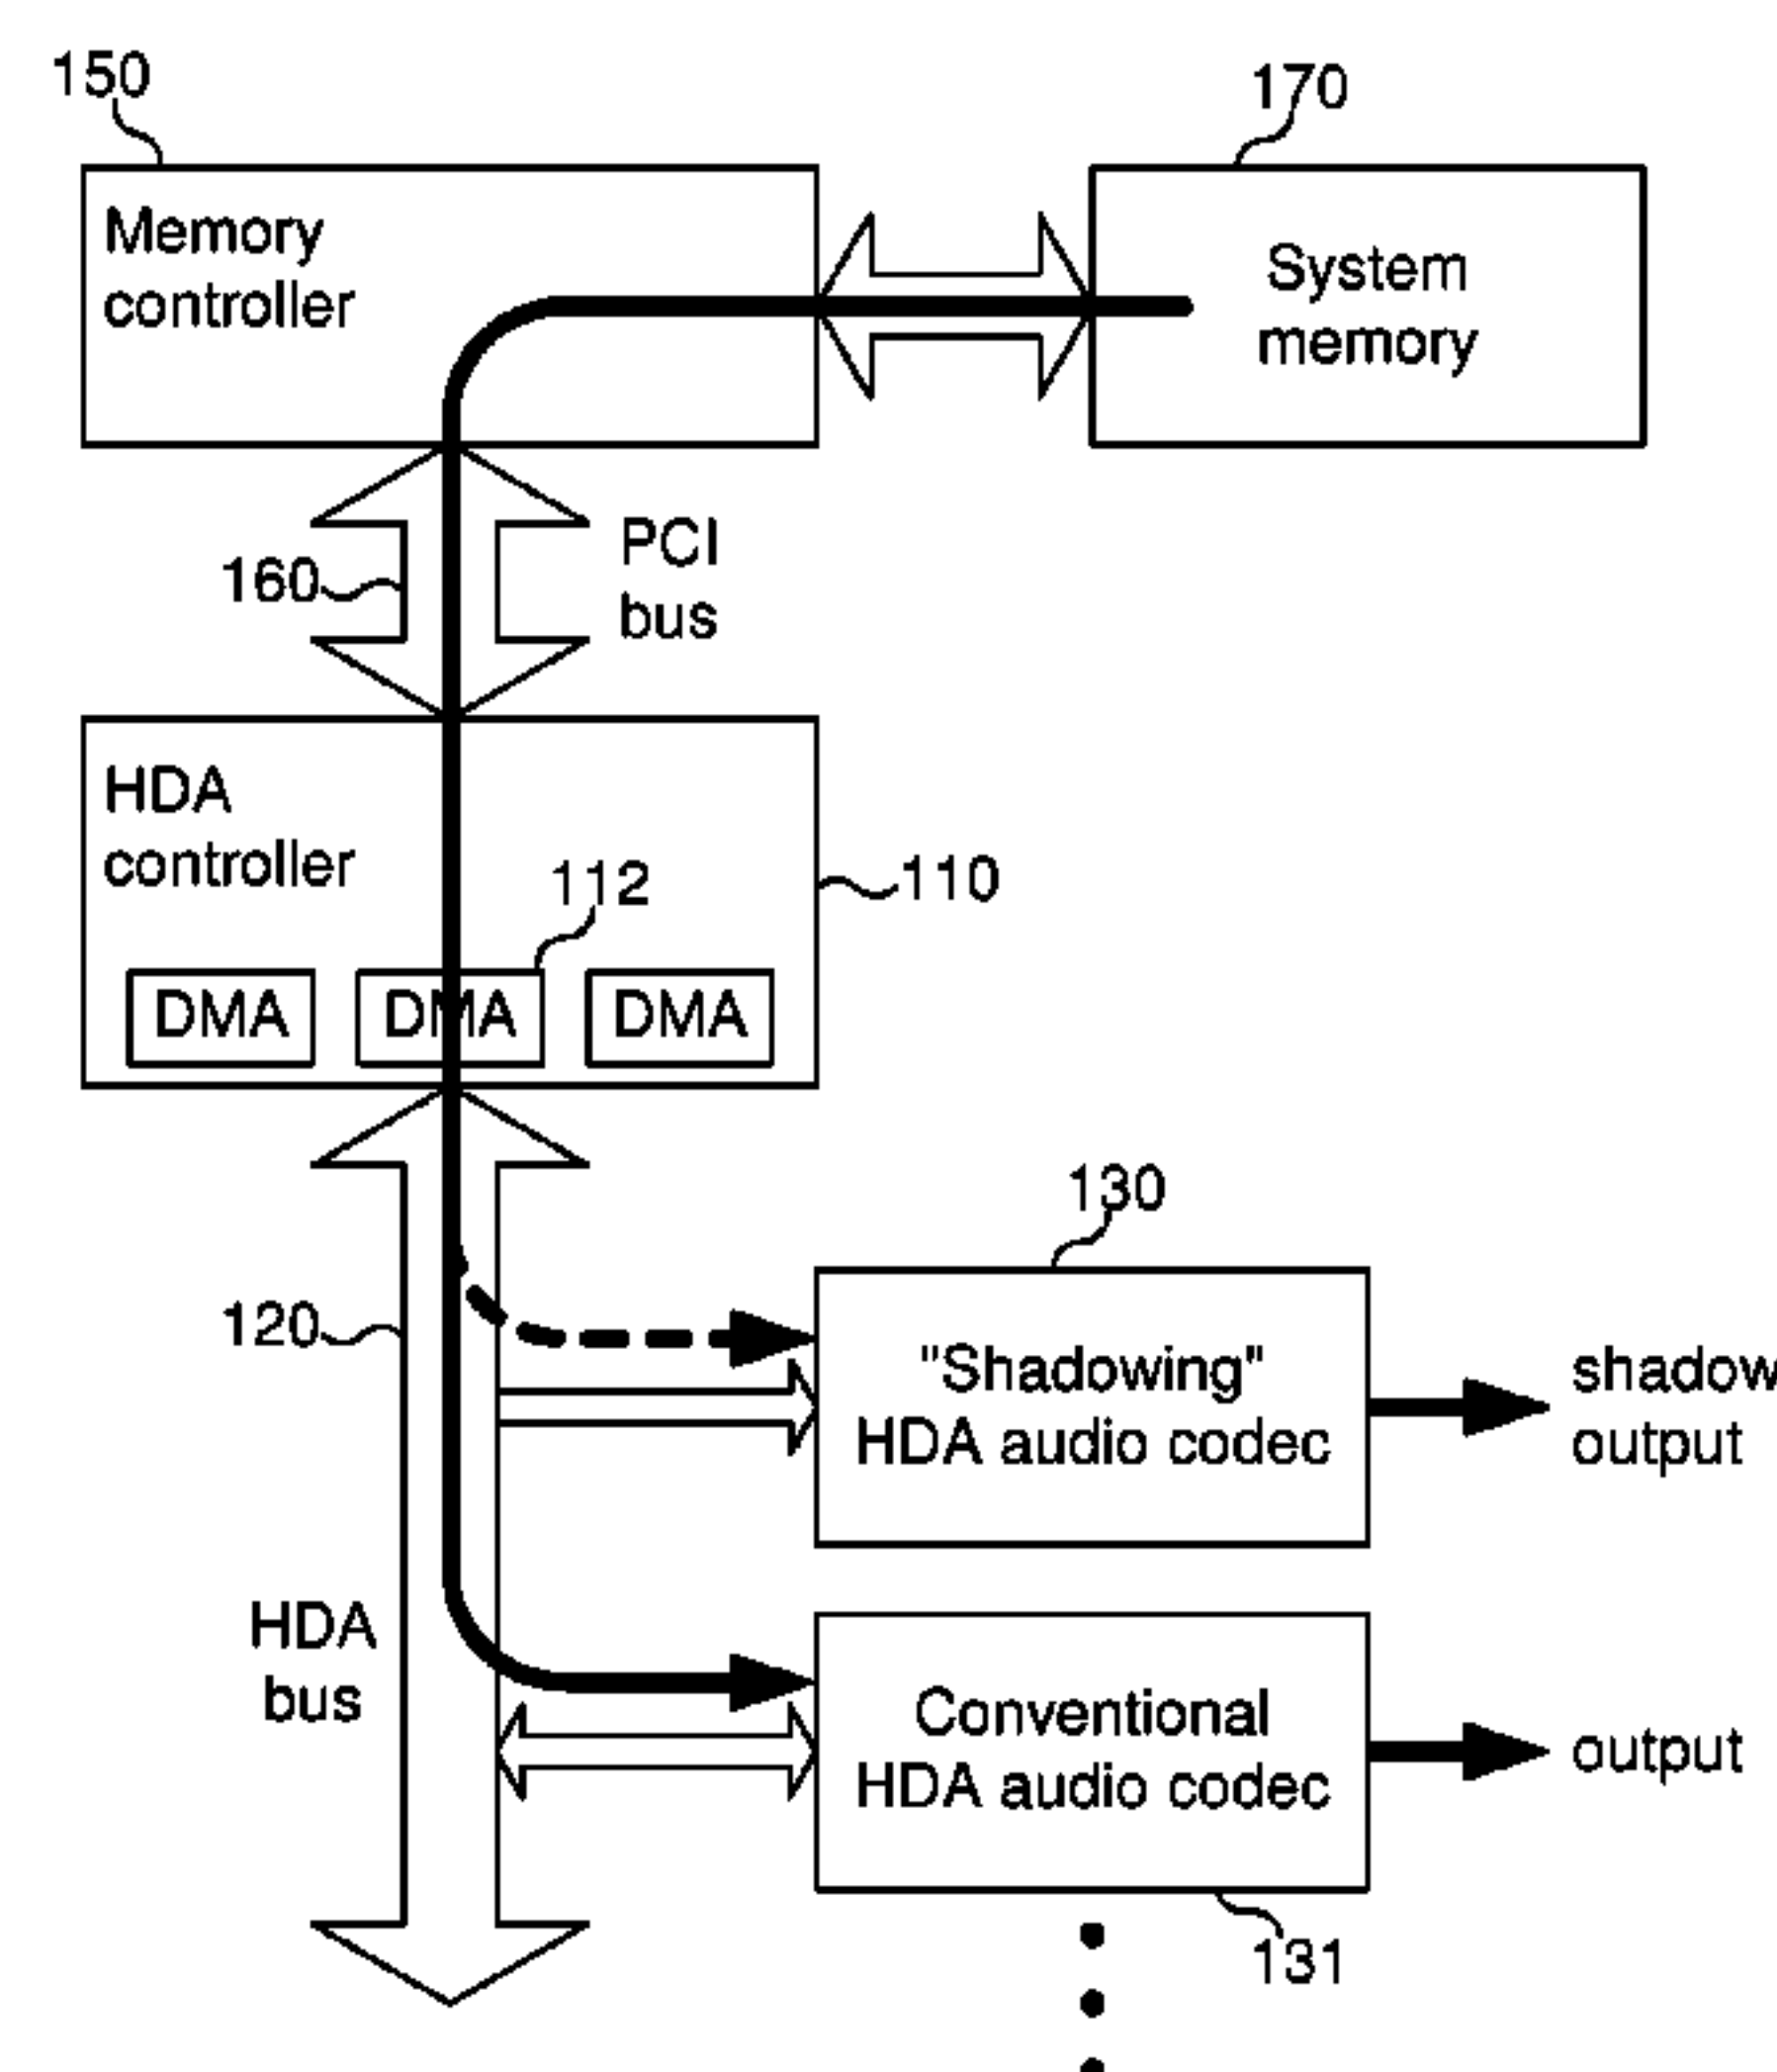 150
170
Memory
controller
System
memory
160
PCI
bus
HDA
controller
112
110
DMA
DMA
DMA
130
120
"Shadowing"
HDA audio codec
shadow
output
HDA
bus
Conventional
HDA audio codec
output
131